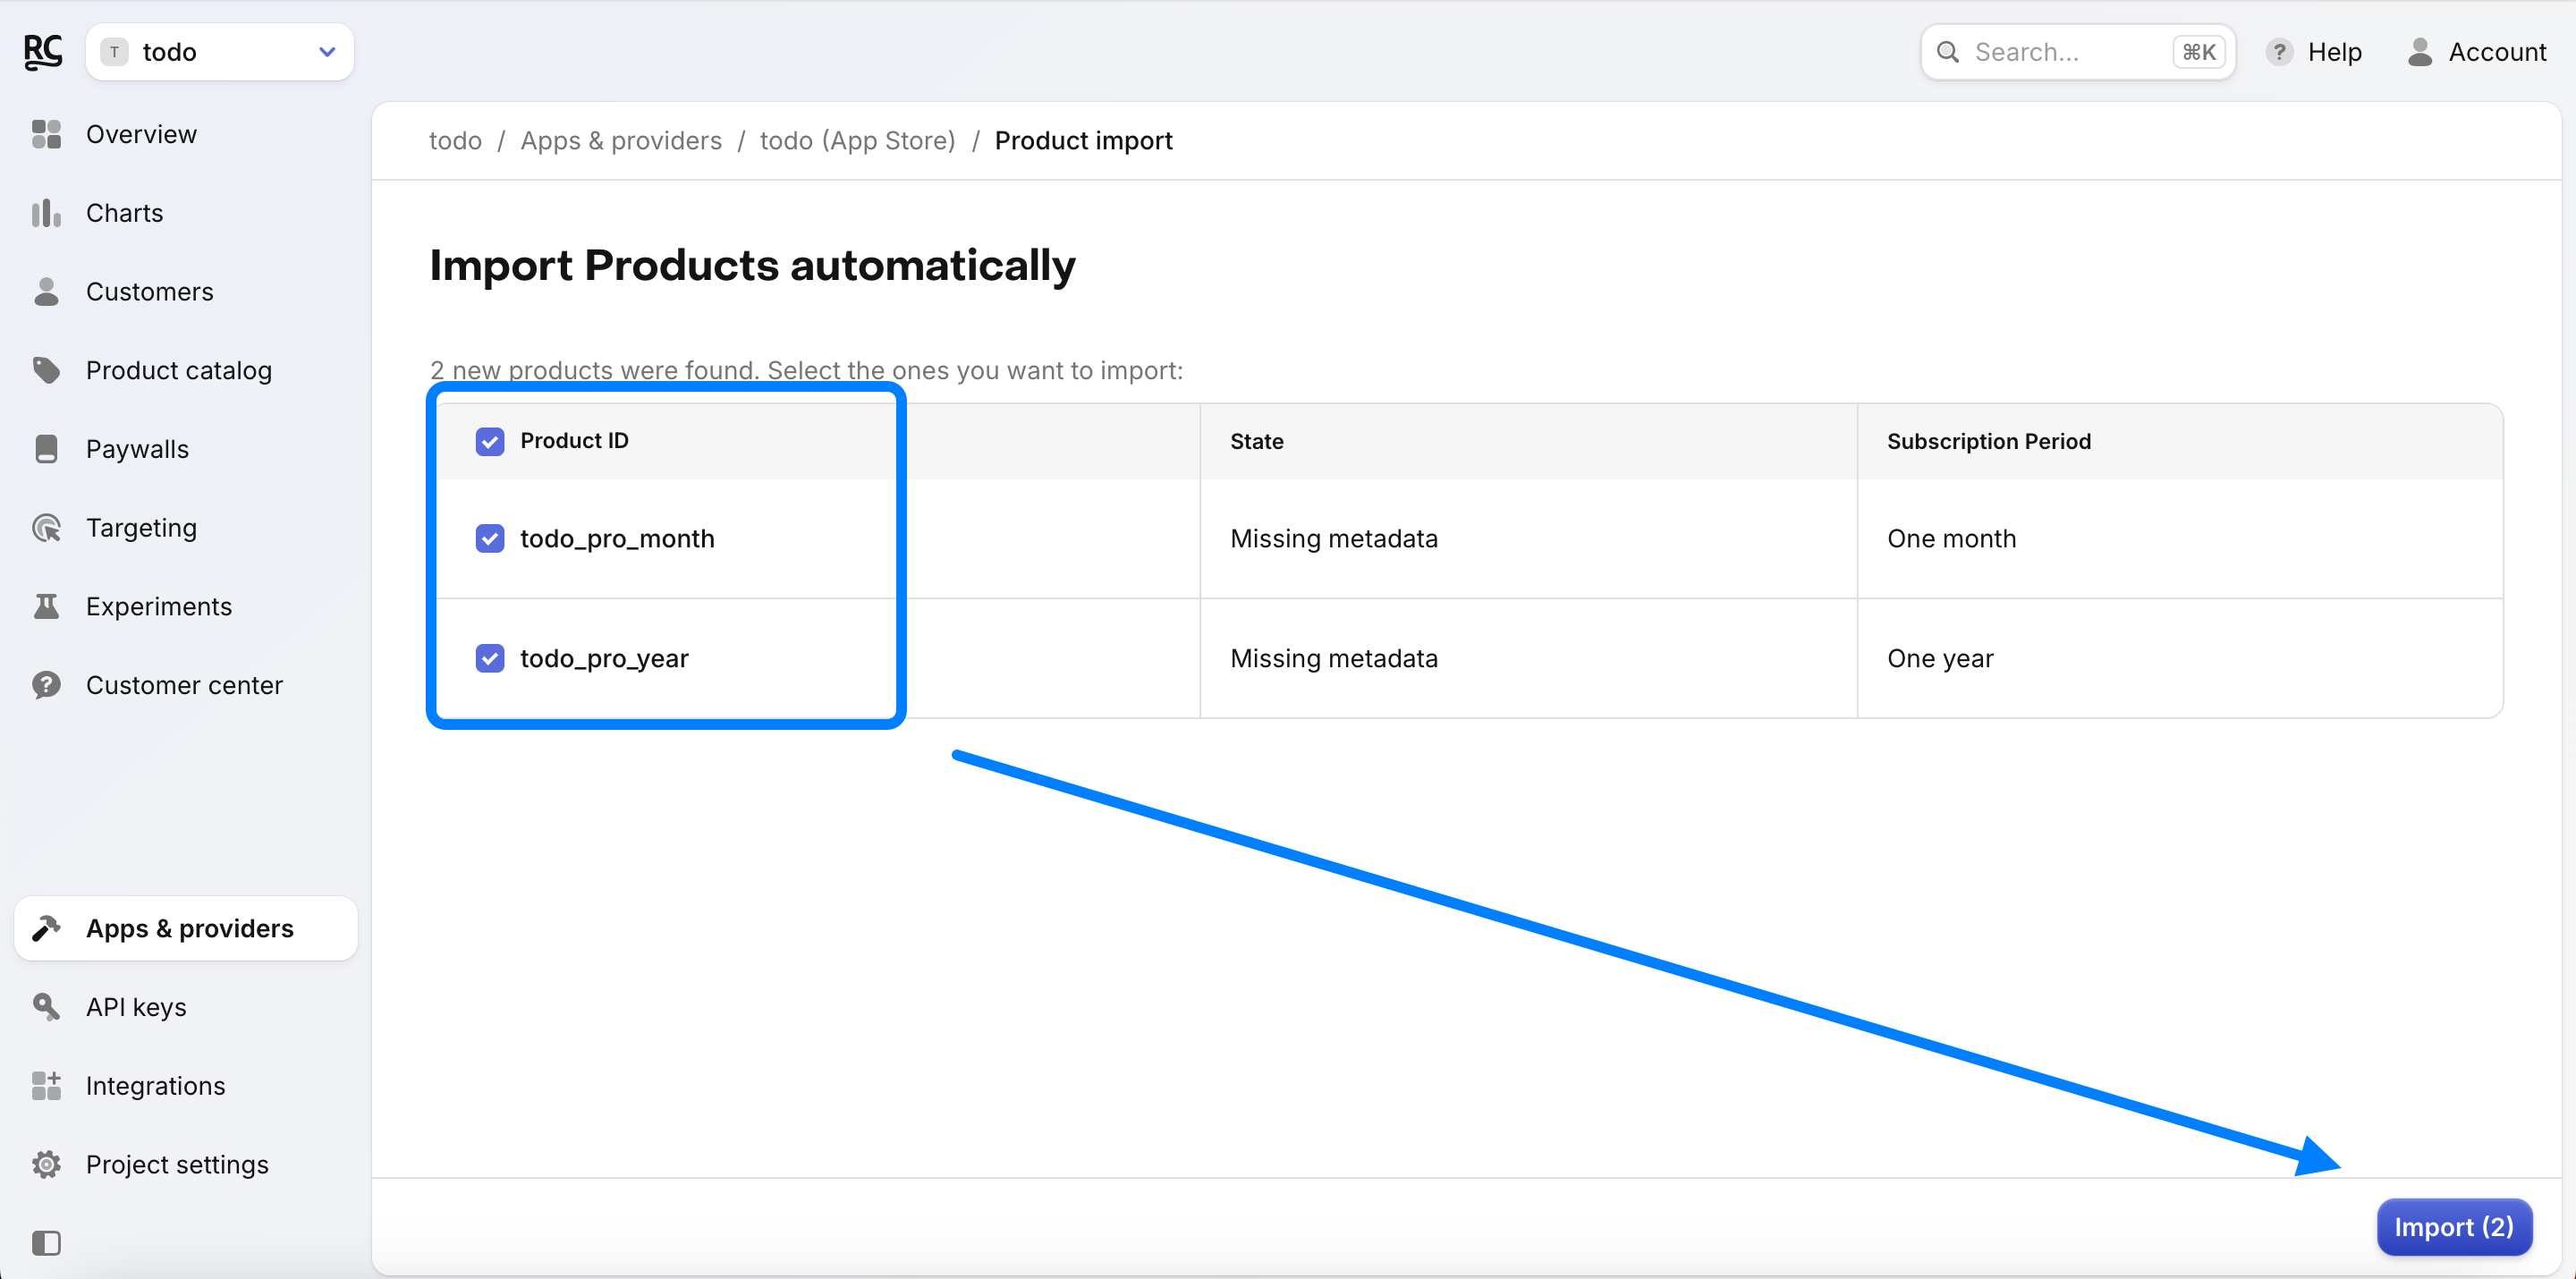 RC
T todo
Search... ⌘K
? Help
Account
Overview
Charts
Customers
Product catalog
Paywalls
Targeting
Experiments
? Customer center
Apps & providers
API keys
Integrations
Project settings
todo / Apps & providers / todo (App Store) / Product import
Import Products automatically
2 new products were found. Select the ones you want to import:
Product ID State Subscription Period
todo_pro_month Missing metadata One month
todo_pro_year Missing metadata One year
Import (2)